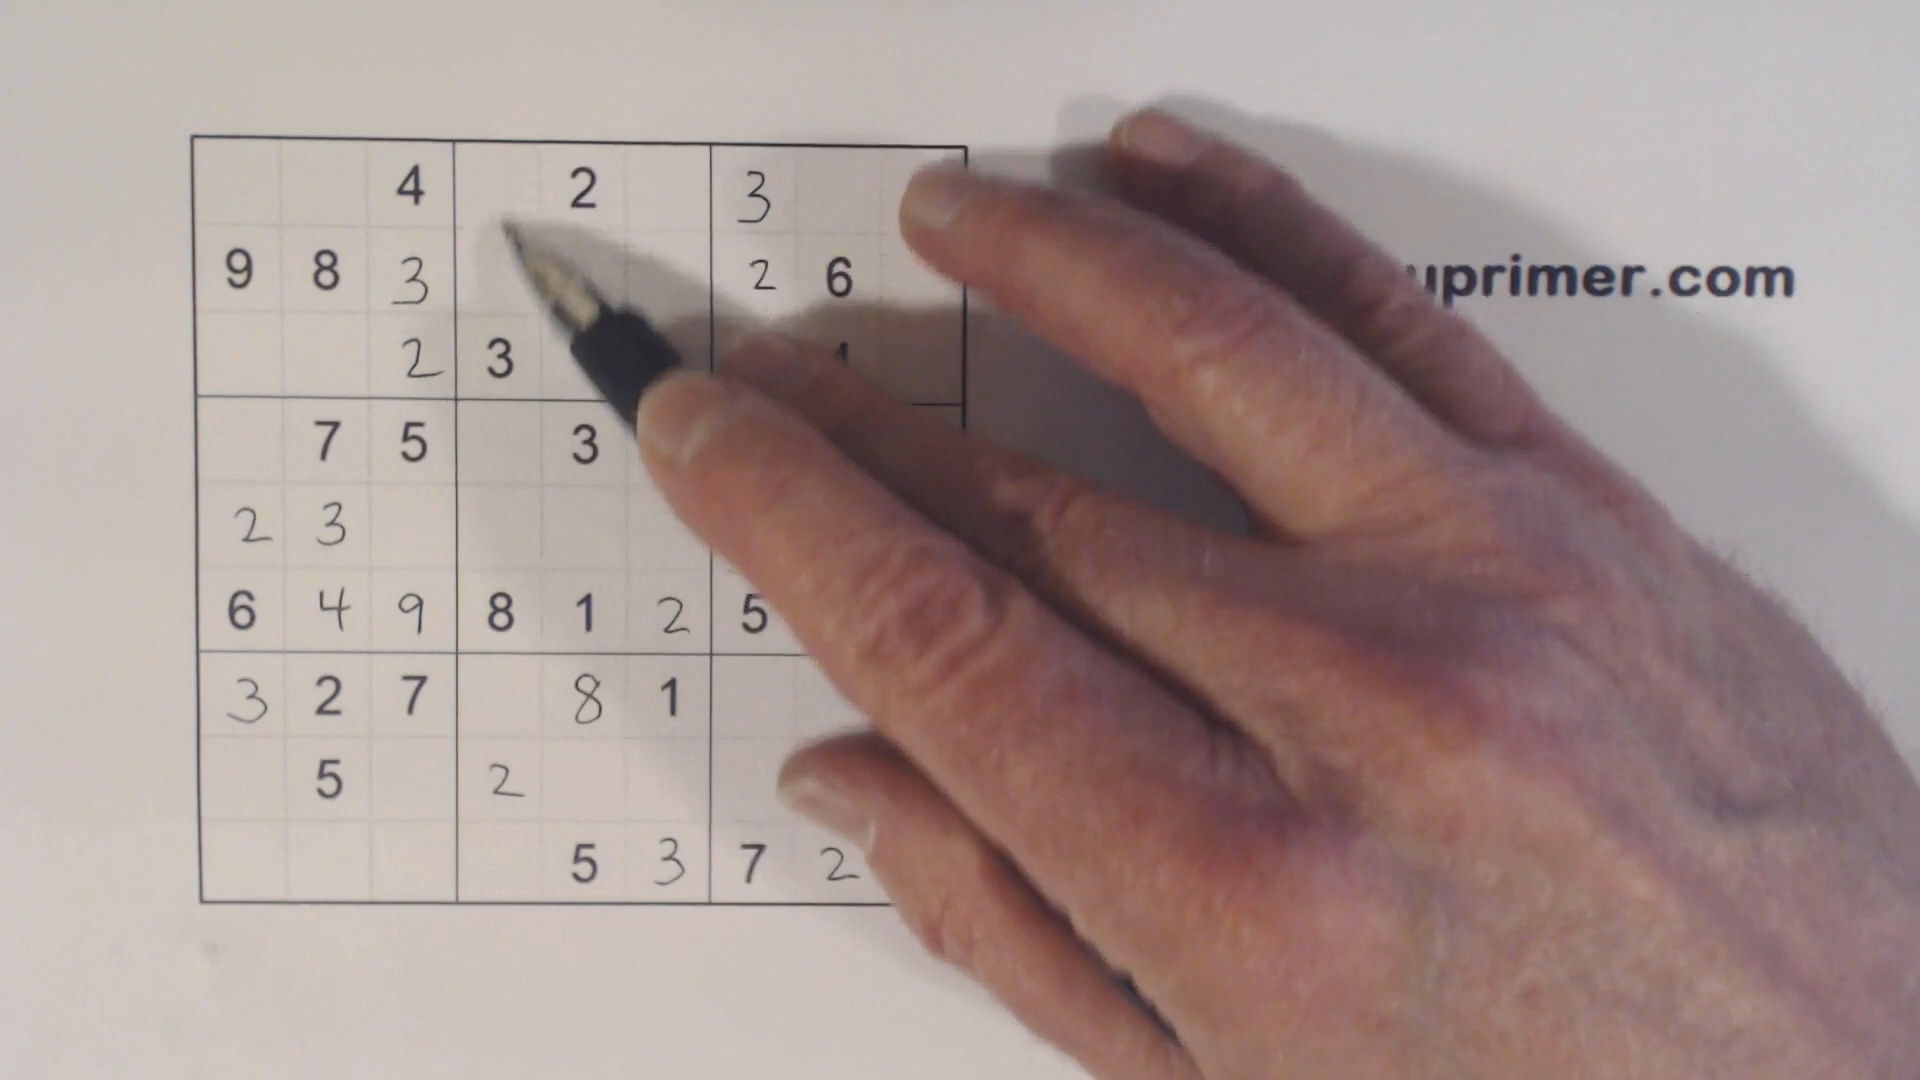 4 2 3
9 8 3 2 6
uprimer.com
2 3
7 5 3
2 3
6 4 9 8 1 2 5
3 2 7 8 1
5 2
5 3 7 2